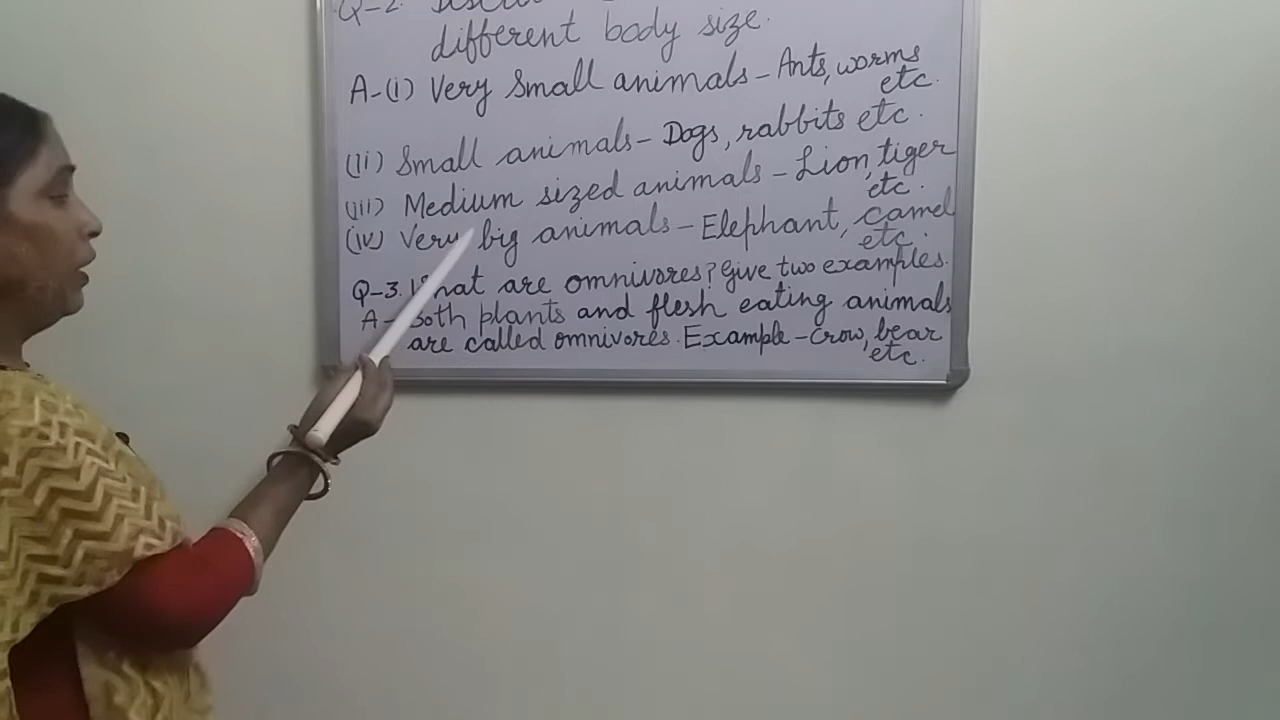 Q-2.
different body size.
A-(i) Very Small animals - Ants, worms
etc.
(ii) Small animals - Dogs, rabbits etc.
(iii) Medium sized animals - Lion, tiger
etc.
(iv) Very big animals - Elephant, camel
etc.
Q-3. What are omnivores? Give two examples.
A- Both plants and flesh eating animals
are called omnivores. Example - Crow, bear
etc.